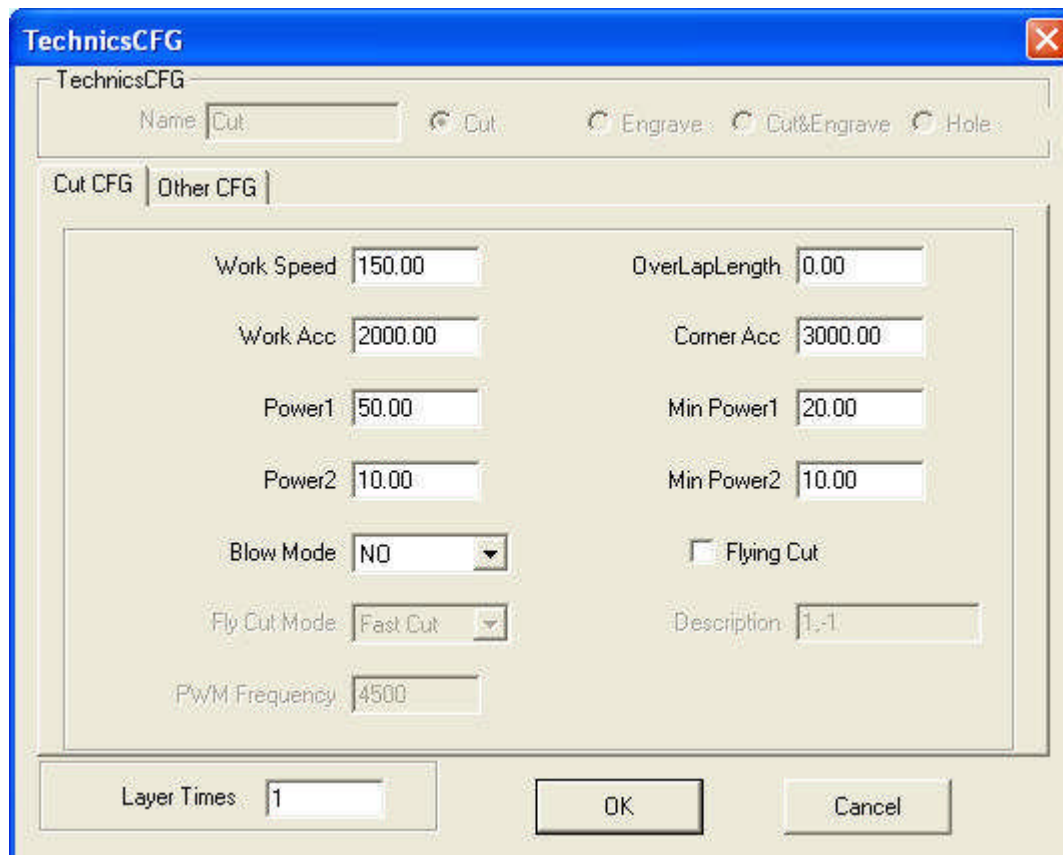 TechnicsCFG
TechnicsCFG
Name Cut Cut Engrave Cut&Engrave Hole
Cut CFG Other CFG
Work Speed 150.00 OverLapLength 0.00
Work Acc 2000.00 Corner Acc 3000.00
Power1 50.00 Min Power1 20.00
Power2 10.00 Min Power2 10.00
Blow Mode NO Flying Cut
Fly Cut Mode Fast Cut Description 1,-1
PWM Frequency 4500
Layer Times 1 OK Cancel